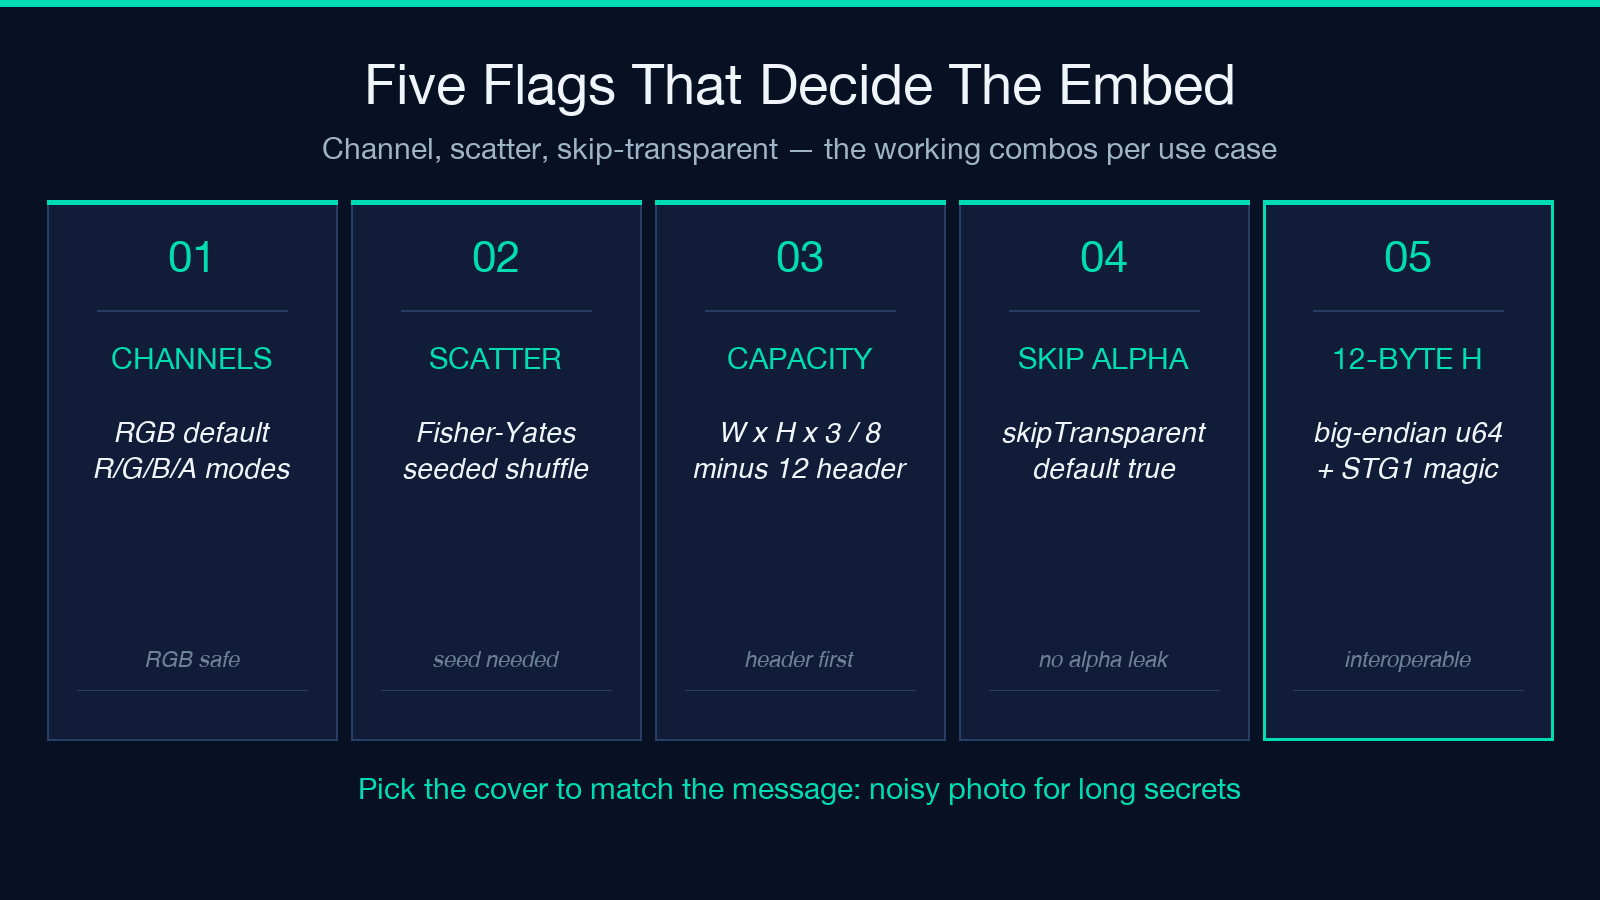 Five Flags That Decide The Embed
Channel, scatter, skip-transparent — the working combos per use case
01
CHANNELS
RGB default
R/G/B/A modes
RGB safe
02
SCATTER
Fisher-Yates
seeded shuffle
seed needed
03
CAPACITY
W x H x 3 / 8
minus 12 header
header first
04
SKIP ALPHA
skipTransparent
default true
no alpha leak
05
12-BYTE H
big-endian u64
+ STG1 magic
interoperable
Pick the cover to match the message: noisy photo for long secrets